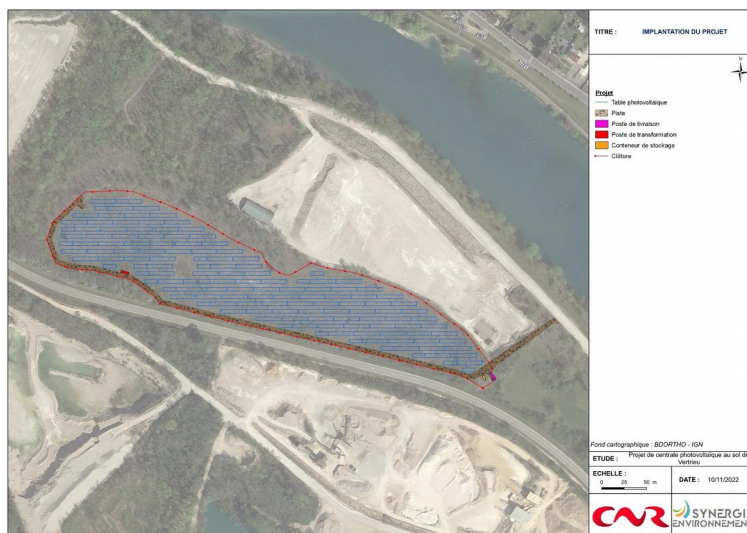 TITRE : IMPLANTATION DU PROJET
N
Projet
Table photovoltaïque
Piste
Poste de livraison
Poste de transformation
Conteneur de stockage
Clôture
Fond cartographique : BDORTHO - IGN
ETUDE : Projet de centrale photovoltaïque au sol de
Vertrieu
ECHELLE :
0 25 50 m
DATE : 10/11/2022
CNR
SYNERGI
ENVIRONNEMEN